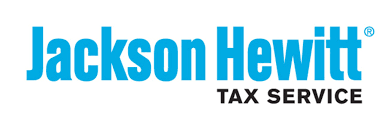 Jackson Hewitt®
TAX SERVICE